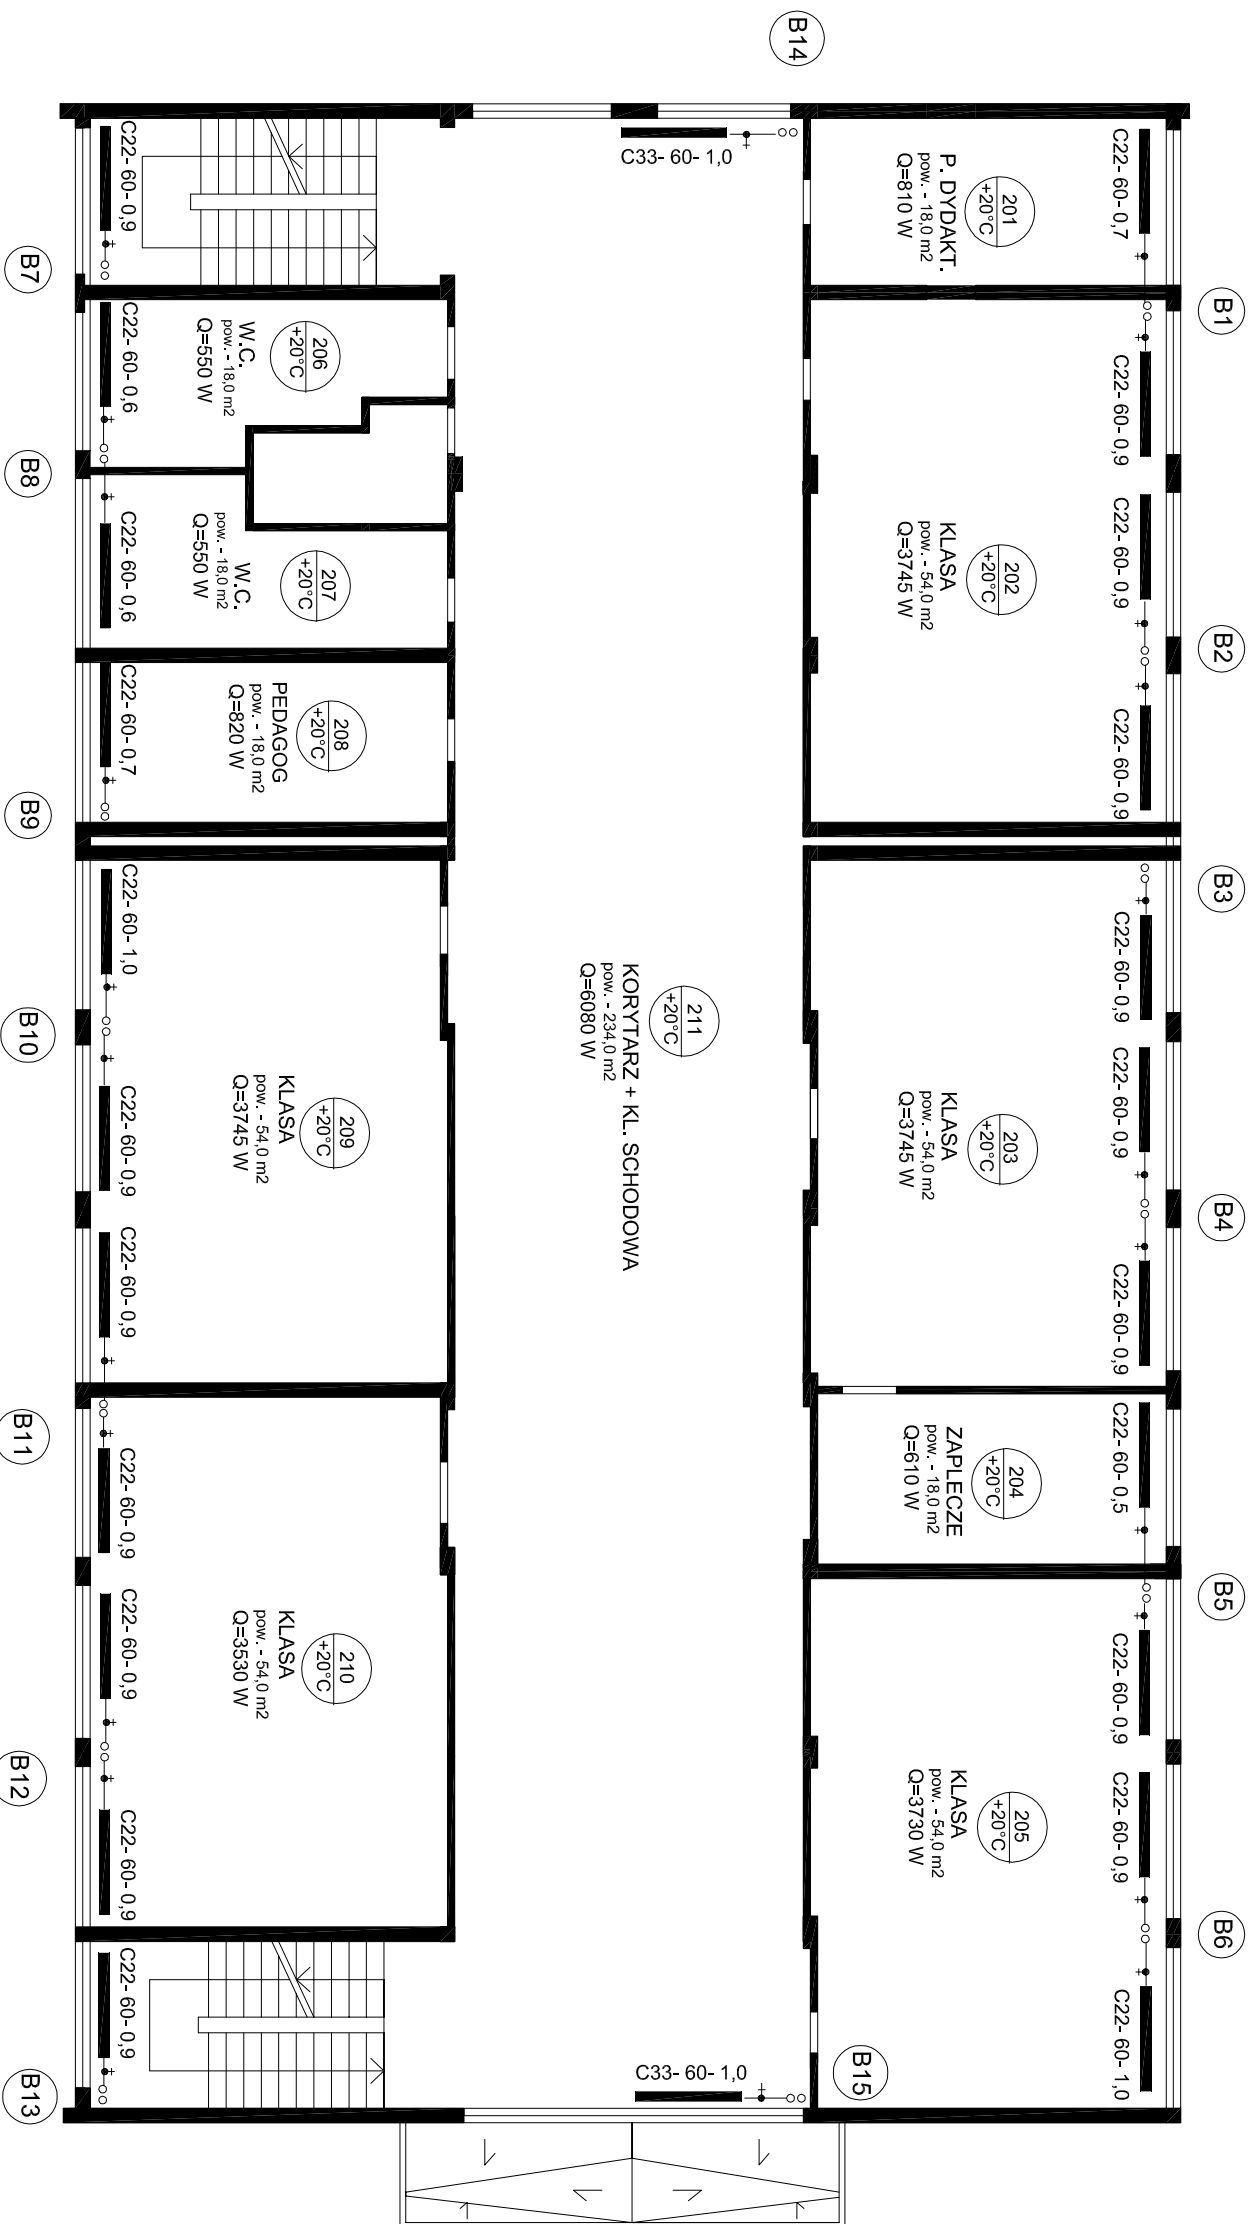 B14
B1
B2
B3
B4
B5
B6
C22- 60- 0,7
C22- 60- 0,9
C22- 60- 0,9
C22- 60- 0,9
C22- 60- 0,9
C22- 60- 0,9
C22- 60- 0,9
C22- 60- 0,5
C22- 60- 0,9
C22- 60- 0,9
C22- 60- 1,0
201
+20°C
P. DYDAKT.
pow. - 18,0 m2
Q=810 W
202
+20°C
KLASA
pow. - 54,0 m2
Q=3745 W
203
+20°C
KLASA
pow. - 54,0 m2
Q=3745 W
204
+20°C
ZAPLECZE
pow. - 18,0 m2
Q=610 W
205
+20°C
KLASA
pow. - 54,0 m2
Q=3730 W
B15
C33- 60- 1,0
211
+20°C
KORYTARZ + KL. SCHODOWA
pow. - 234,0 m2
Q=6080 W
C33- 60- 1,0
206
+20°C
W.C.
pow. - 18,0 m2
Q=550 W
207
+20°C
W.C.
pow. - 18,0 m2
Q=550 W
208
+20°C
PEDAGOG
pow. - 18,0 m2
Q=820 W
209
+20°C
KLASA
pow. - 54,0 m2
Q=3745 W
210
+20°C
KLASA
pow. - 54,0 m2
Q=3530 W
C22- 60- 0,9
C22- 60- 0,6
C22- 60- 0,6
C22- 60- 0,7
C22- 60- 1,0
C22- 60- 0,9
C22- 60- 0,9
C22- 60- 0,9
C22- 60- 0,9
C22- 60- 0,9
C22- 60- 0,9
B7
B8
B9
B10
B11
B12
B13